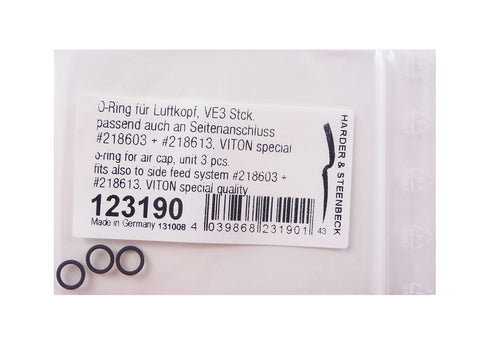 O-Ring für Luftkopf, VE3 Stck.
passend auch an Seitenanschluss
#218603 + #218613, VITON special
o-ring for air cap, unit 3 pcs.
fits also to side feed system #218603 +
#218613, VITON special quality
123190
Made in Germany 131008
4 039868 231901
43
HARDER & STEENBECK